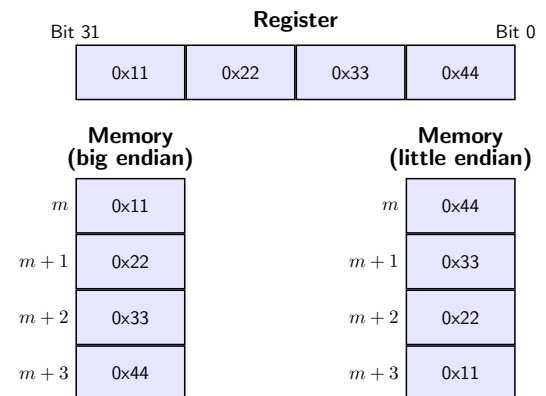 Register
Bit 31 Bit 0
0x11 0x22 0x33 0x44
Memory
(big endian)
m 0x11
m + 1 0x22
m + 2 0x33
m + 3 0x44
Memory
(little endian)
m 0x44
m + 1 0x33
m + 2 0x22
m + 3 0x11